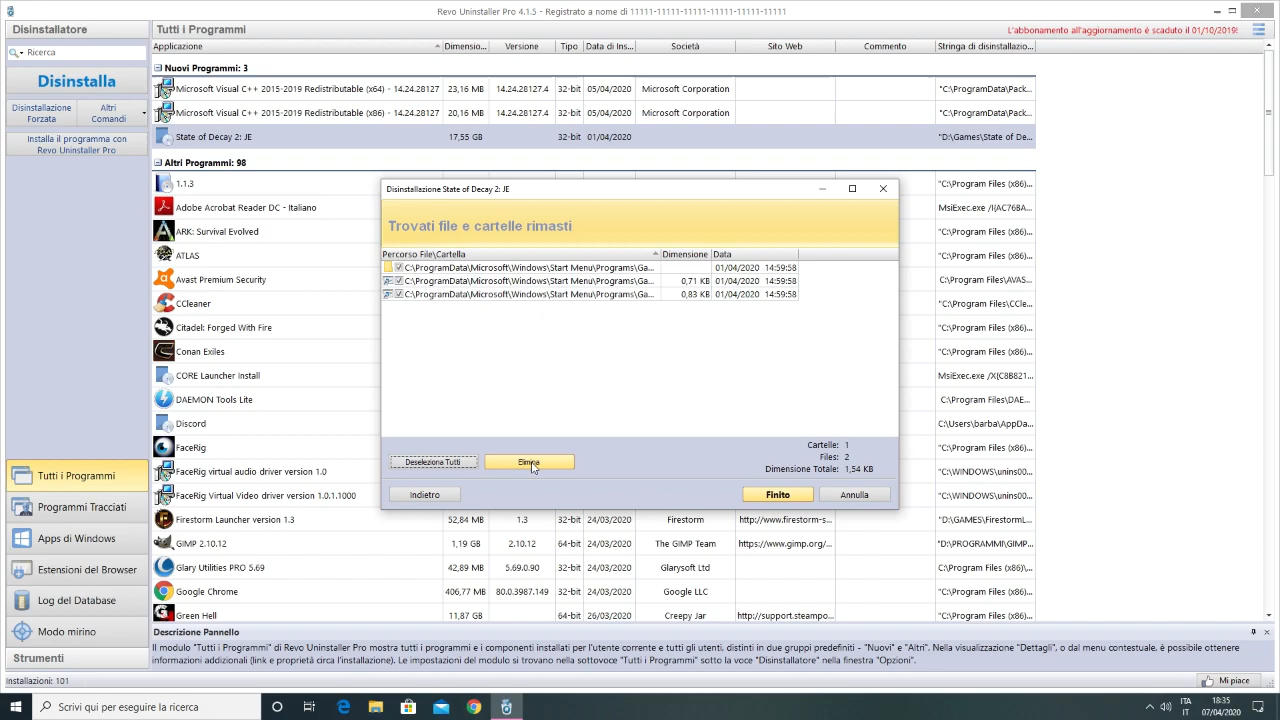 Revo Uninstaller Pro 4.1.5 - Registrato a nome di 11111-11111-11111-11111-11111-11111
Disinstallatore
Tutti i Programmi
L'abbonamento all'aggiornamento è scaduto il 01/10/2019!
Ricerca
Applicazione Dimensio... Versione Tipo Data di Ins... Società Sito Web Commento Stringa di disinstallazio...
Disinstalla
Nuovi Programmi: 3
Microsoft Visual C++ 2015-2019 Redistributable (x64) - 14.24.28127 23,16 MB 14.24.28127.4 32-bit 05/04/2020 Microsoft Corporation "C:\ProgramData\Pack...
Disinstallazione Forzata
Altri Comandi
Microsoft Visual C++ 2015-2019 Redistributable (x86) - 14.24.28127 20,16 MB 14.24.28127.4 32-bit 05/04/2020 Microsoft Corporation "C:\ProgramData\Pack...
Installa il programma con
Revo Uninstaller Pro
State of Decay 2: JE 17,55 GB 32-bit 01/04/2020 "D:\Games\State of De...
Altri Programmi: 98
1.1.3 "C:\Program Files (x86)...
Adobe Acrobat Reader DC - Italiano MsiExec.exe /I{AC76BA...
ARK: Survival Evolved "C:\Program Files (x86)...
ATLAS "C:\Program Files (x86)...
Avast Premium Security "C:\Program Files\AVAS...
CCleaner "C:\Program Files\CCle...
Citadel: Forged With Fire "C:\Program Files (x86)...
Conan Exiles "C:\Program Files (x86)...
CORE Launcher Install MsiExec.exe /X{C8B821...
DAEMON Tools Lite C:\Program Files\DAE...
Discord C:\Users\barba\AppDa...
FaceRig "C:\Program Files (x86)...
FaceRig virtual audio driver version 1.0 "C:\WINDOWS\unins00...
FaceRig Virtual Video driver version 1.0.1.1000 "C:\WINDOWS\unins00...
Firestorm Launcher version 1.3 52,84 MB 1.3 32-bit 24/03/2020 Firestorm http://www.firestorm-s... "D:\GAMES\FirestormL...
GIMP 2.10.12 1,19 GB 2.10.12 64-bit 24/03/2020 The GIMP Team https://www.gimp.org/... "D:\PROGRAMMI\GIMP...
Glary Utilities PRO 5.69 42,89 MB 5.69.0.90 32-bit 24/03/2020 Glarysoft Ltd C:\Program Files (x86)...
Google Chrome 406,77 MB 80.0.3987.149 32-bit 24/03/2020 Google LLC "C:\Program Files (x86)...
Green Hell 11,87 GB 64-bit 26/03/2020 Creepy Jar http://support.steampo... "C:\Program Files (x86)...
Disinstallazione State of Decay 2: JE
Trovati file e cartelle rimasti
Percorso File\Cartella Dimensione Data
C:\ProgramData\Microsoft\Windows\Start Menu\Programs\Ga... 01/04/2020 14:59:58
C:\ProgramData\Microsoft\Windows\Start Menu\Programs\Ga... 0,71 KB 01/04/2020 14:59:58
C:\ProgramData\Microsoft\Windows\Start Menu\Programs\Ga... 0,83 KB 01/04/2020 14:59:58
Cartelle: 1
Files: 2
Dimensione Totale: 1,54 KB
Deseleziona Tutti Elimina
Indietro Finito Annulla
Tutti i Programmi
Programmi Tracciati
Apps di Windows
Estensioni del Browser
Log del Database
Modo mirino
Strumenti
Descrizione Pannello
Il modulo "Tutti i Programmi" di Revo Uninstaller Pro mostra tutti i programmi e i componenti installati per l'utente corrente e tutti gli utenti, distinti in due gruppi predefiniti - "Nuovi" e "Altri". Nella visualizzazione "Dettagli", o dal menu contestuale, è possibile ottenere
informazioni addizionali (link e proprietà circa l'installazione). Le impostazioni del modulo si trovano nella sottovoce "Tutti i Programmi" sotto la voce "Disinstallatore" nella finestra "Opzioni".
Installazioni: 101
Mi piace
Scrivi qui per eseguire la ricerca
ITA
IT
18:35
07/04/2020